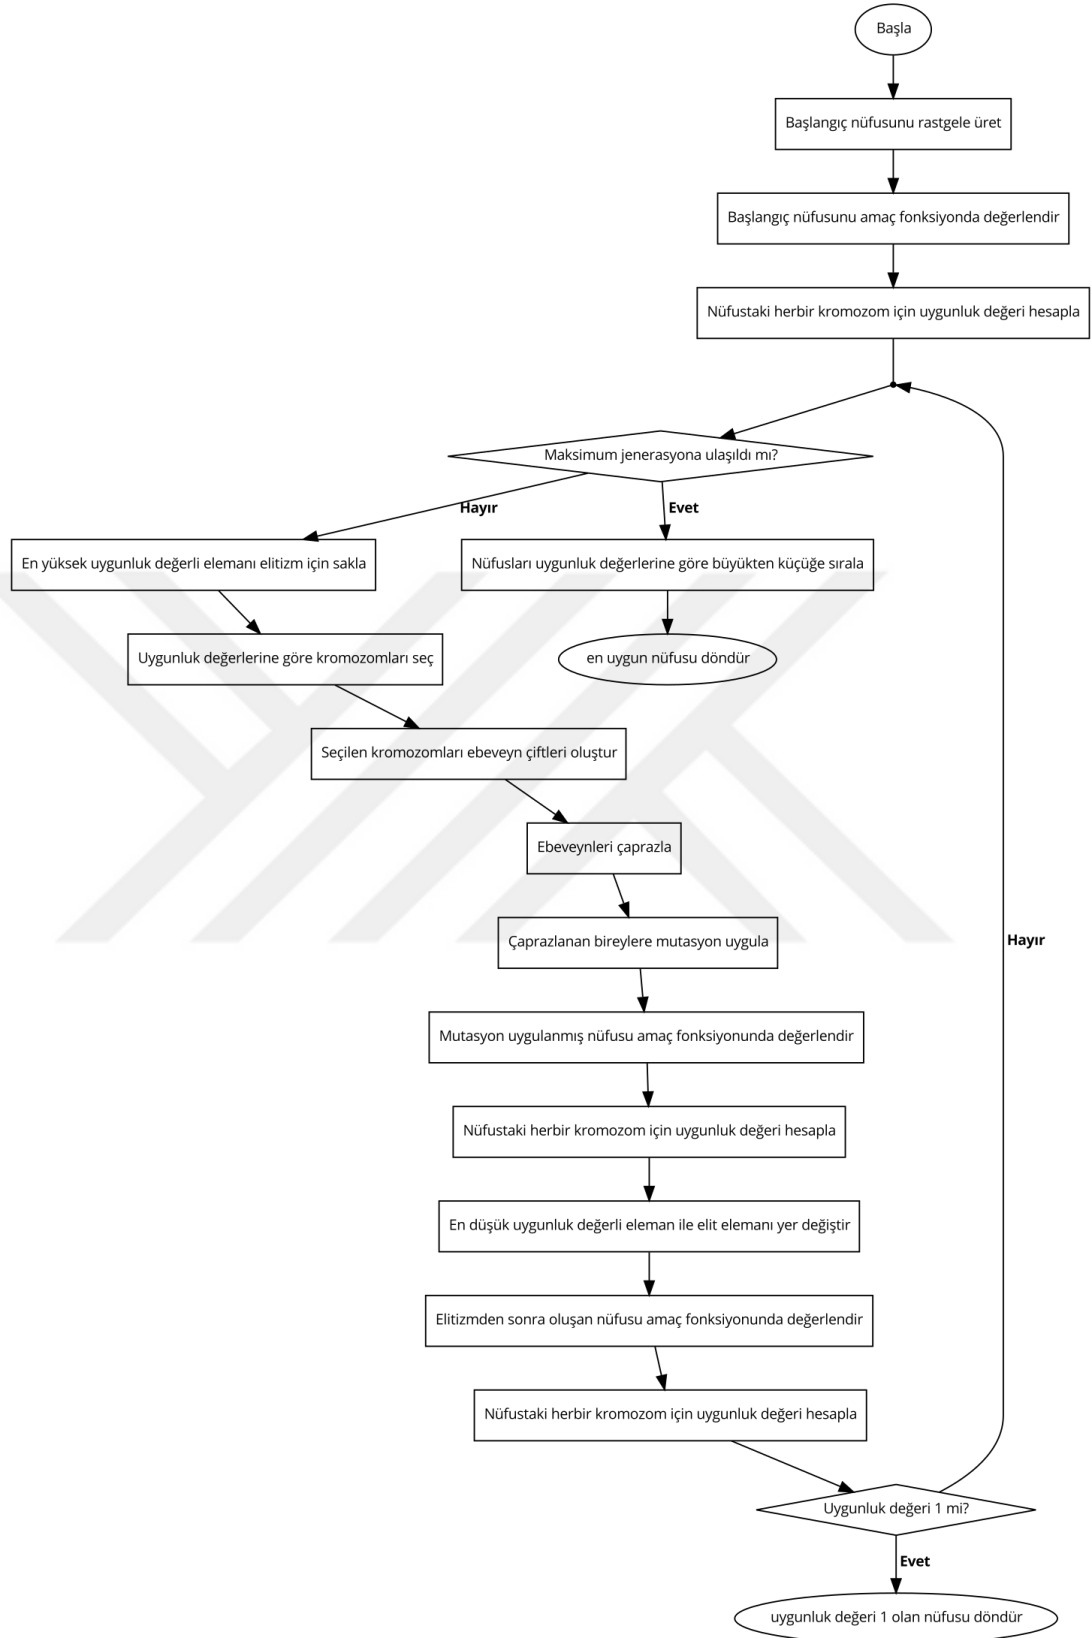 Başla
Başlangıç nüfusunu rastgele üret
Başlangıç nüfusunu amaç fonksiyonda değerlendir
Nüfustaki herbir kromozom için uygunluk değeri hesapla
Maksimum jenerasyona ulaşıldı mı?
Hayır
Evet
En yüksek uygunluk değerli elemanı elitizm için sakla
Nüfusları uygunluk değerlerine göre büyükten küçüğe sırala
Uygunluk değerlerine göre kromozomları seç
en uygun nüfusu döndür
Seçilen kromozomları ebeveyn çiftleri oluştur
Ebeveynleri çaprazla
Çaprazlanan bireylere mutasyon uygula
Hayır
Mutasyon uygulanmış nüfusu amaç fonksiyonunda değerlendir
Nüfustaki herbir kromozom için uygunluk değeri hesapla
En düşük uygunluk değerli eleman ile elit elemanı yer değiştir
Elitizmden sonra oluşan nüfusu amaç fonksiyonunda değerlendir
Nüfustaki herbir kromozom için uygunluk değeri hesapla
Uygunluk değeri 1 mi?
Evet
uygunluk değeri 1 olan nüfusu döndür